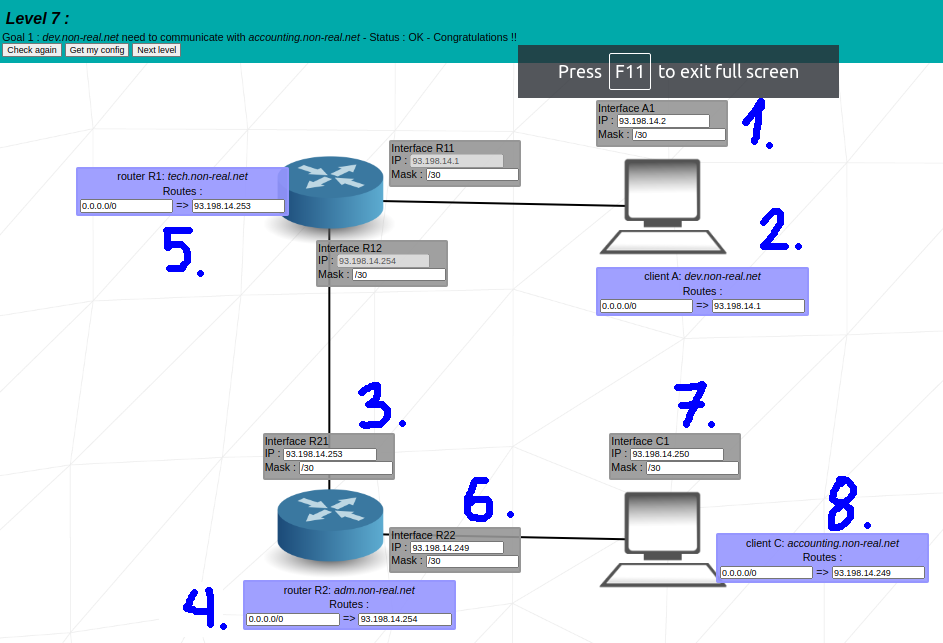 Level 7 :
Goal 1 : dev.non-real.net need to communicate with accounting.non-real.net - Status : OK - Congratulations !!
Check again Get my config Next level
Press F11 to exit full screen
Interface A1
IP : 93.198.14.2
Mask : /30
1.
Interface R11
IP : 93.198.14.1
Mask : /30
router R1: tech.non-real.net
Routes :
0.0.0.0/0 => 93.198.14.253
5.
2.
Interface R12
IP : 93.198.14.254
Mask : /30
client A: dev.non-real.net
Routes :
0.0.0.0/0 => 93.198.14.1
3.
7.
Interface R21
IP : 93.198.14.253
Mask : /30
Interface C1
IP : 93.198.14.250
Mask : /30
6.
8.
Interface R22
IP : 93.198.14.249
Mask : /30
client C: accounting.non-real.net
Routes :
0.0.0.0/0 => 93.198.14.249
4.
router R2: adm.non-real.net
Routes :
0.0.0.0/0 => 93.198.14.254